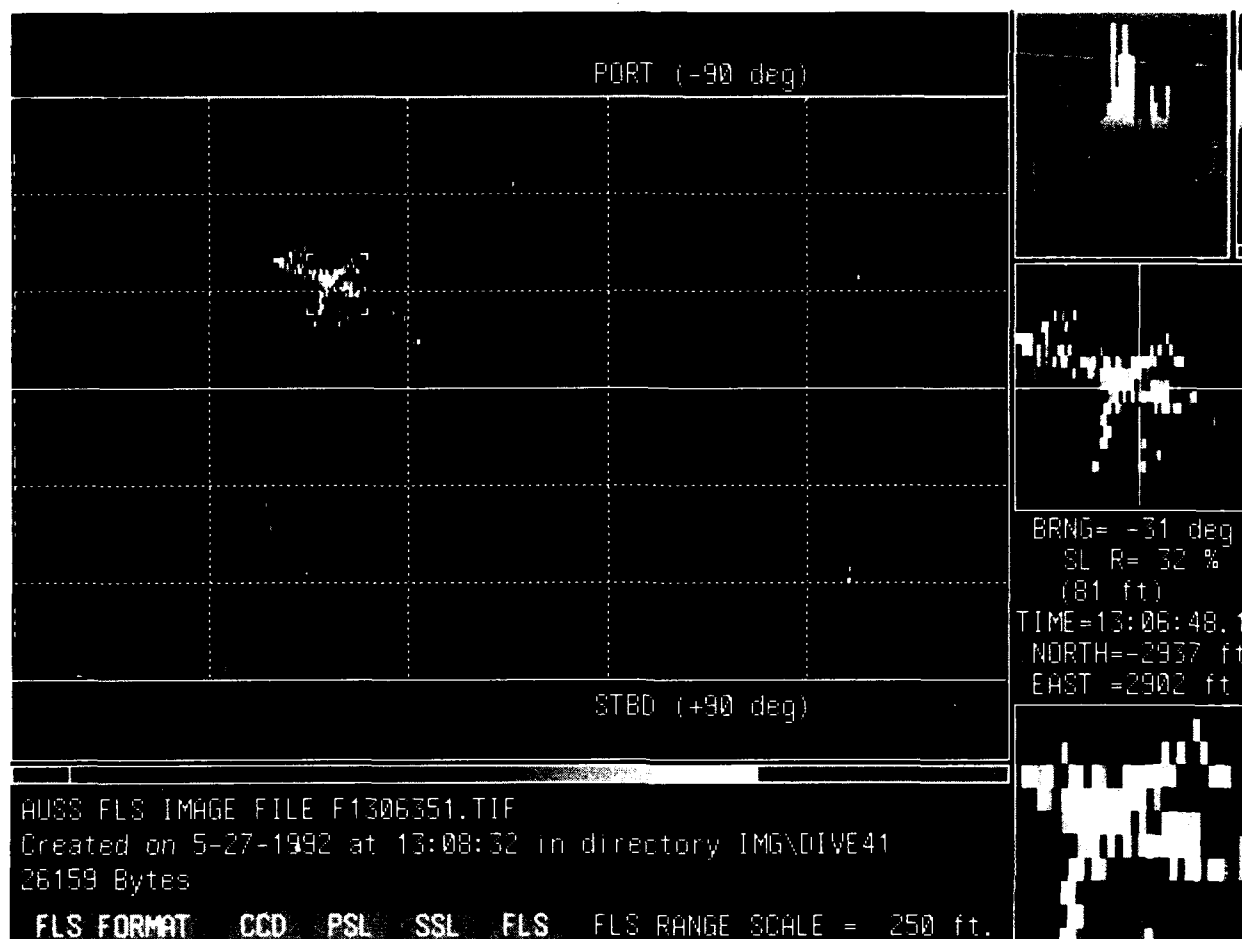 PORT (-90 deg)
BRNG= -31 deg
SL R= 32 %
(81 ft)
TIME=13:06:48.1
NORTH=-2937 ft
EAST =2902 ft
STBD (+90 deg)
AUSS FLS IMAGE FILE F1306351.TIF
Created on 5-27-1992 at 13:08:32 in directory IMG\DIVE41
26159 Bytes
FLS FORMAT CCD PSL SSL FLS FLS RANGE SCALE = 250 ft.